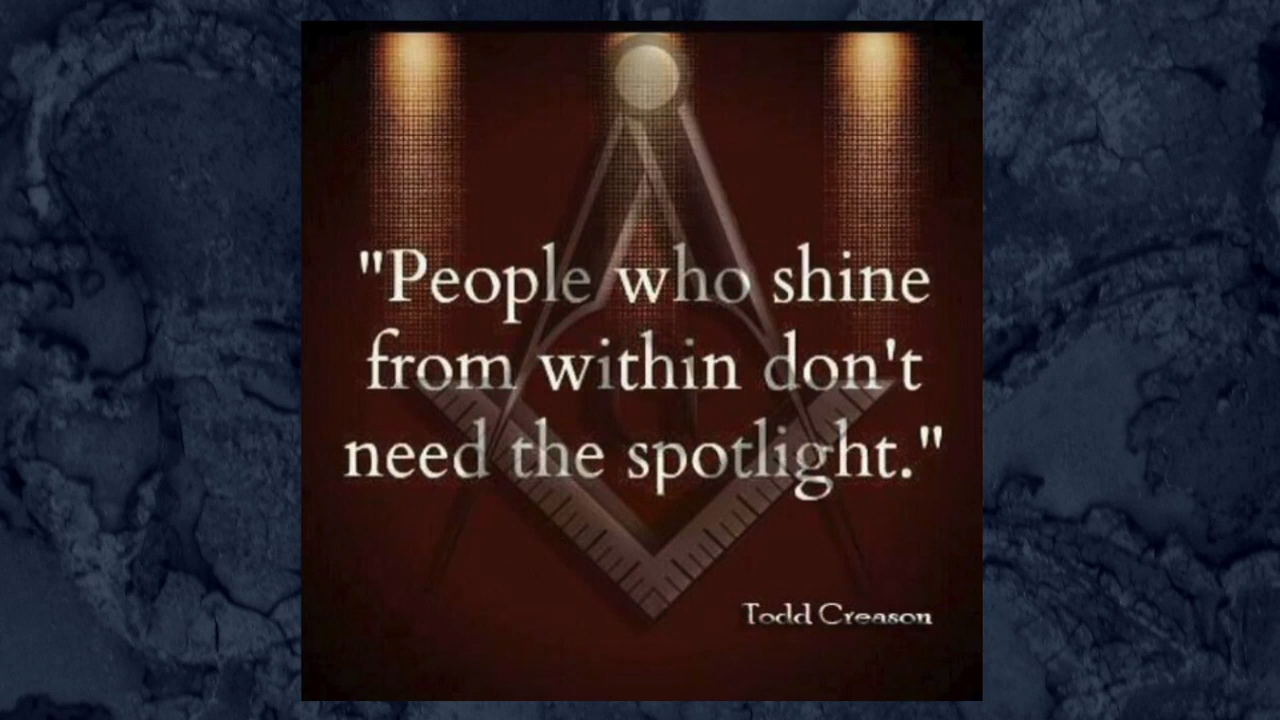 "People who shine
from within don't
need the spotlight."
Todd Creason